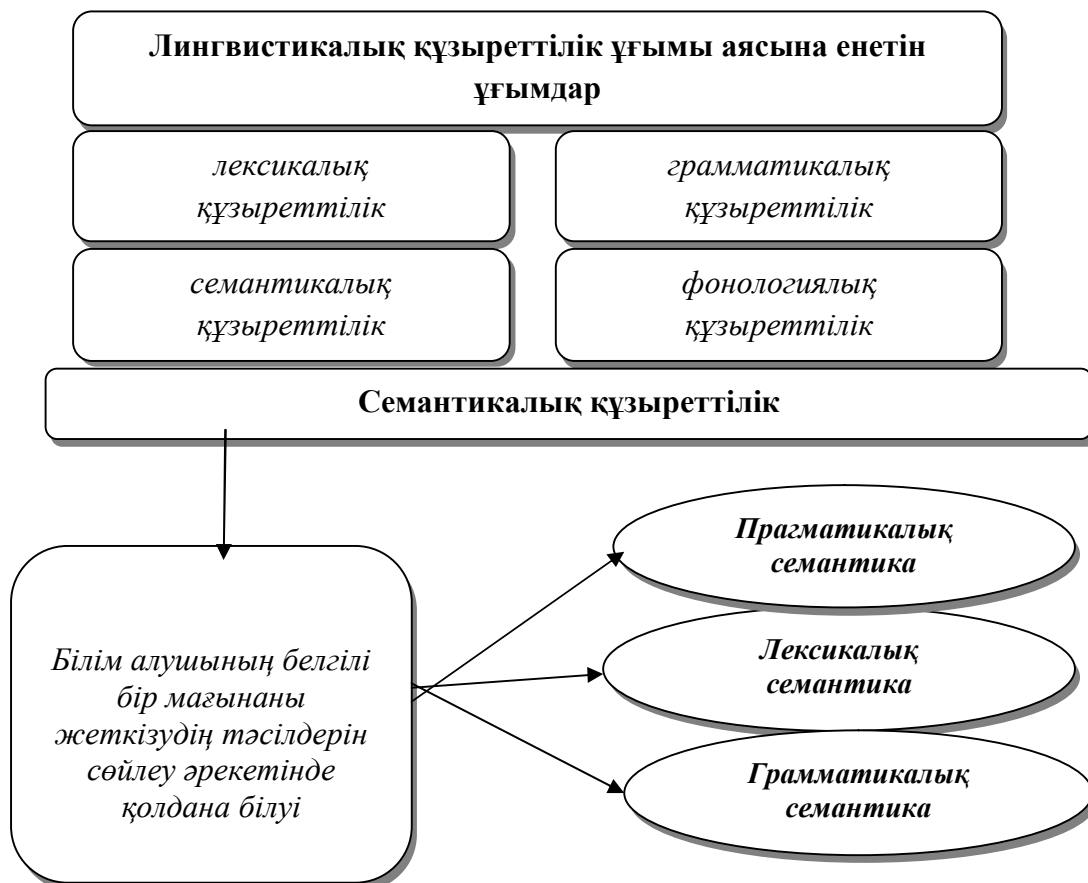 Лингвистикалық құзыреттілік ұғымы аясына енетін
ұғымдар
лексикалық
құзыреттілік
грамматикалық
құзыреттілік
семантикалық
құзыреттілік
фонологиялық
құзыреттілік
Семантикалық құзыреттілік
Білім алушының белгілі
бір мағынаны
жеткізудің тәсілдерін
сөйлеу әрекетінде
қолдана білуі
Прагматикалық
семантика
Лексикалық
семантика
Грамматикалық
семантика